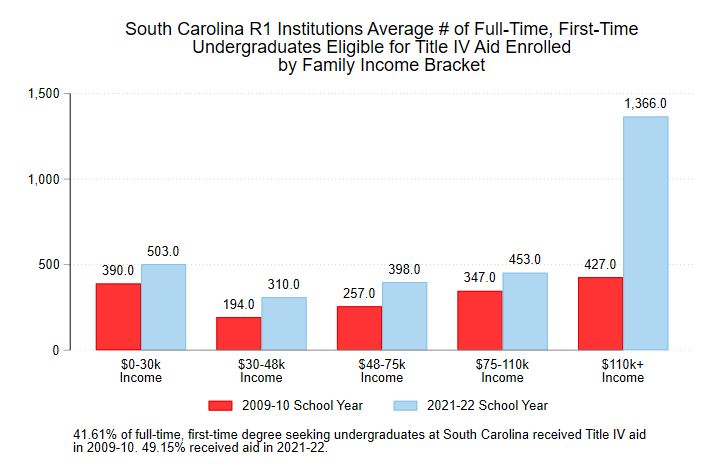 South Carolina R1 Institutions Average # of Full-Time, First-Time
Undergraduates Eligible for Title IV Aid Enrolled
by Family Income Bracket
1,500
1,000
500
0
390.0
503.0
194.0
310.0
257.0
398.0
347.0
453.0
427.0
1,366.0
$0-30k
Income
$30-48k
Income
$48-75k
Income
$75-110k
Income
$110k+
Income
2009-10 School Year
2021-22 School Year
41.61% of full-time, first-time degree seeking undergraduates at South Carolina received Title IV aid
in 2009-10. 49.15% received aid in 2021-22.